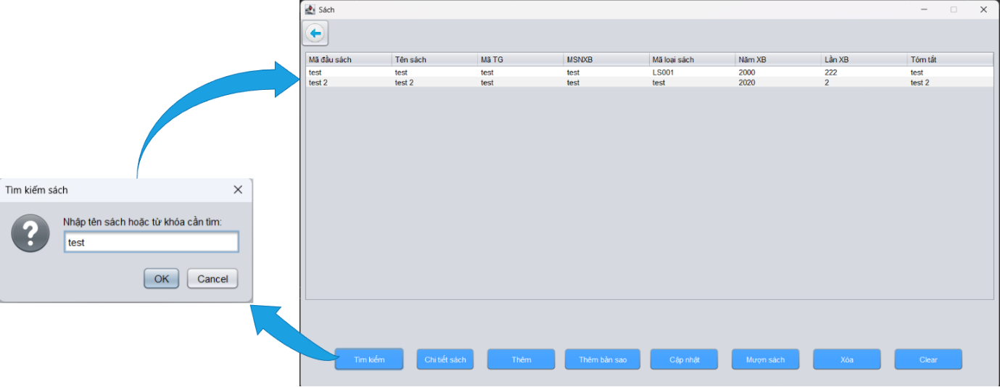 Sách
Mã đầu sách Tên sách Mã TG MSNXB Mã loại sách Năm XB Lần XB Tóm tắt
test test test test LS001 2000 222 test
test 2 test 2 test test test 2020 2 test 2
Tìm kiếm sách
Nhập tên sách hoặc từ khóa cần tìm:
test
OK Cancel
Tìm kiếm Chi tiết sách Thêm Thêm bản sao Cập nhật Mượn sách Xóa Clear